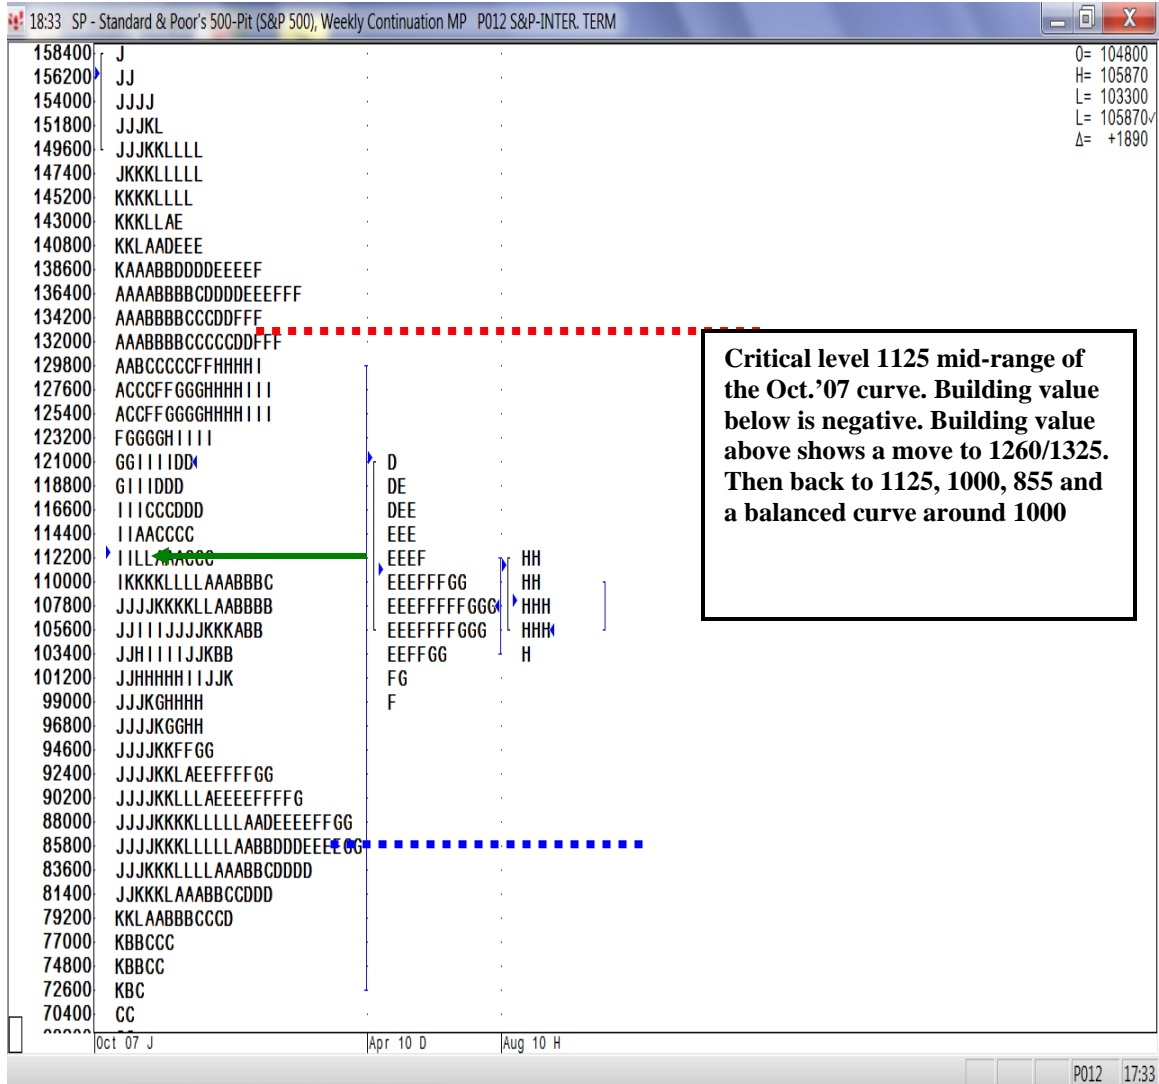 18:33 SP - Standard & Poor's 500-Pit (S&P 500), Weekly Continuation MP P012 S&P-INTER. TERM
O= 104800
H= 105870
L= 103300
L= 105870√
Δ= +1890
158400 J
156200 JJ
154000 JJJJ
151800 JJJKL
149600 JJJKKLLLL
147400 JKKKLLLLL
145200 KKKKLLLL
143000 KKKLLAE
140800 KKLAADEEE
138600 KAAABBDDDDEEEEF
136400 AAAABBBBCDDDDEEEFFF
134200 AAABBBBCCCDDFFF
132000 AAABBBBCCCCCDDFFF
129800 AABCCCCCFFHHHHI
127600 ACCCFFGGGHHHHIII
125400 ACCFFGGGGHHHHIII
123200 FGGGGHIIII
121000 GGIIIIDD D
118800 GIIIDDD DE
116600 IIICCCDDD DEE
114400 IIAACCCC EEE
112200 IILLAAACCC EEEF HH
110000 IKKKKLLLLAAABBBC EEEFFFGG HH
107800 JJJJKKKKLLAABBBB EEEFFFFFGGG HHH
105600 JJIIIJJJJKKKABB EEEFFFFGGG HHH
103400 JJHIIIIJJKBB EEFFGG H
101200 JJHHHHHIIJJK FG
99000 JJJKGHHHH F
96800 JJJJKGGHH
94600 JJJJKKFFGG
92400 JJJJKKLAEEFFFFGG
90200 JJJJKKLLLAEEEEFFFFG
88000 JJJJKKKKLLLLLAADEEEEEFFGG
85800 JJJJKKKLLLLLAABBDDDEEEEGG
83600 JJJKKLLLLAAABBCDDDD
81400 JJKKKLAAABBCCDDD
79200 KKLAABBBCCCD
77000 KBBCCC
74800 KBBCC
72600 KBC
70400 CC
Critical level 1125 mid-range of
the Oct.'07 curve. Building value
below is negative. Building value
above shows a move to 1260/1325.
Then back to 1125, 1000, 855 and
a balanced curve around 1000
Oct 07 J Apr 10 D Aug 10 H
P012 17:33